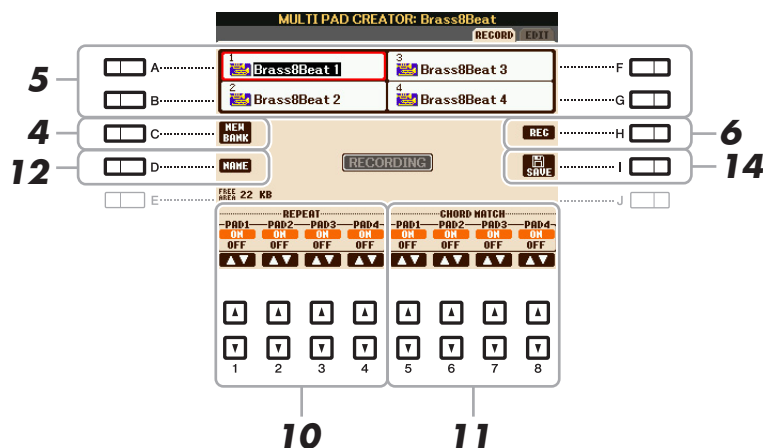 MULTI PAD CREATOR: Brass8Beat
RECORD EDIT
5
A
1
Brass8Beat 1
3
Brass8Beat 3
F
B
2
Brass8Beat 2
4
Brass8Beat 4
G
4
C
NEW
BANK
REC
H
6
12
D
NAME
RECORDING
SAVE
I
14
E
FREE
AREA 22 KB
J
REPEAT
CHORD MATCH
PAD1 PAD2 PAD3 PAD4 PAD1 PAD2 PAD3 PAD4
ON ON ON ON ON ON ON ON
OFF OFF OFF OFF OFF OFF OFF OFF
1 2 3 4 5 6 7 8
10 11